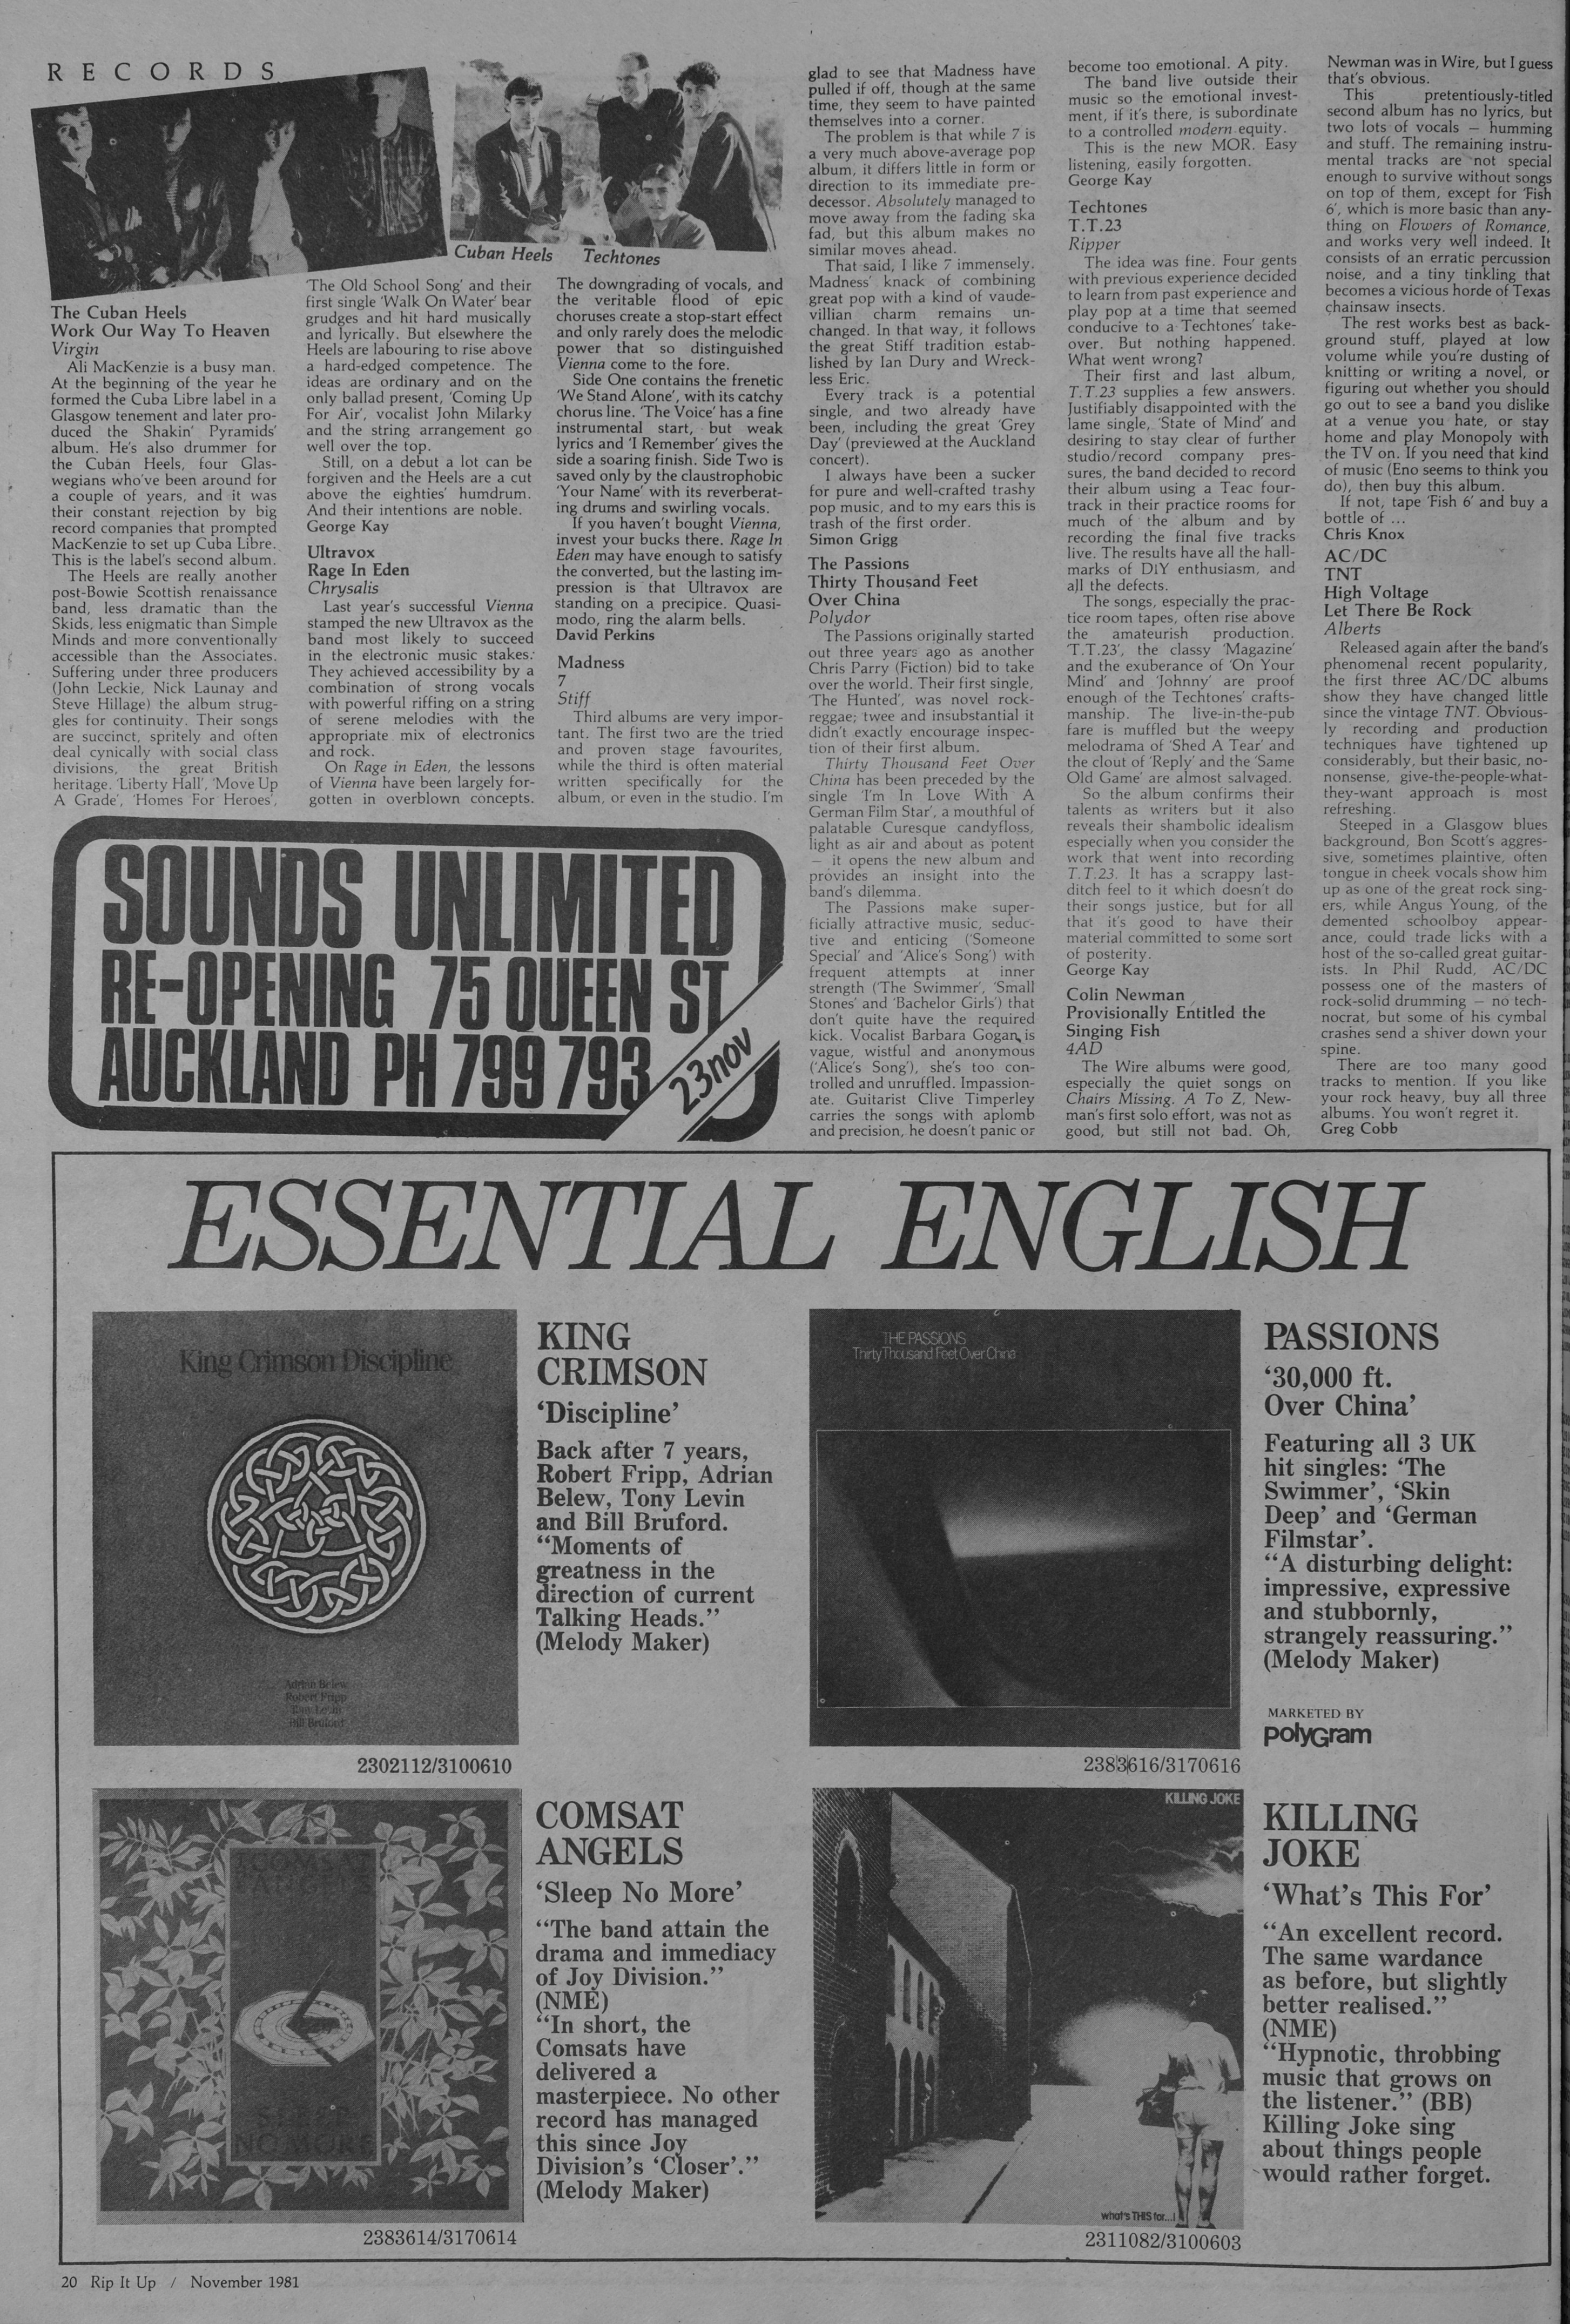 RECORDS
Cuban Heels
Techtones
The Cuban Heels
Work Our Way To Heaven
Virgin
Ali MacKenzie is a busy man.
At the beginning of the year he
formed the Cuba Libre label in a
Glasgow tenement and later pro-
duced the Shakin' Pyramids'
album. He's also drummer for
the Cuban Heels, four Glas-
wegians who've been around for
a couple of years, and it was
their constant rejection by big
record companies that prompted
MacKenzie to set up Cuba Libre.
This is the label's second album.
The Heels are really another
post-Bowie Scottish renaissance
band, less dramatic than the
Skids, less enigmatic than Simple
Minds and more conventionally
accessible than the Associates.
Suffering under three producers
(John Leckie, Nick Launay and
Steve Hillage) the album strug-
gles for continuity. Their songs
are succinct, spritely and often
deal cynically with social class
divisions, the great British
heritage. 'Liberty Hall', 'Move Up
A Grade', 'Homes For Heroes',
'The Old School Song' and their
first single 'Walk On Water' bear
grudges and hit hard musically
and lyrically. But elsewhere the
Heels are labouring to rise above
a hard-edged competence. The
ideas are ordinary and on the
only ballad present, 'Coming Up
For Air', vocalist John Milarky
and the string arrangement go
well over the top.
Still, on a debut a lot can be
forgiven and the Heels are a cut
above the eighties' humdrum.
And their intentions are noble.
George Kay
Ultravox
Rage In Eden
Chrysalis
Last year's successful Vienna
stamped the new Ultravox as the
band most likely to succeed
in the electronic music stakes.
They achieved accessibility by a
combination of strong vocals
with powerful riffing on a string
of serene melodies with the
appropriate mix of electronics
and rock.
On Rage in Eden, the lessons
of Vienna have been largely for-
gotten in overblown concepts.
The downgrading of vocals, and
the veritable flood of epic
choruses create a stop-start effect
and only rarely does the melodic
power that so distinguished
Vienna come to the fore.
Side One contains the frenetic
'We Stand Alone', with its catchy
chorus line. 'The Voice' has a fine
instrumental start, but weak
lyrics and 'I Remember' gives the
side a soaring finish. Side Two is
saved only by the claustrophobic
'Your Name' with its reverberat-
ing drums and swirling vocals.
If you haven't bought Vienna,
invest your bucks there. Rage In
Eden may have enough to satisfy
the converted, but the lasting im-
pression is that Ultravox are
standing on a precipice. Quasi-
modo, ring the alarm bells.
David Perkins
Madness
7
Stiff
Third albums are very impor-
tant. The first two are the tried
and proven stage favourites,
while the third is often material
written specifically for the
album, or even in the studio. I'm
glad to see that Madness have
pulled if off, though at the same
time, they seem to have painted
themselves into a corner.
The problem is that while 7 is
a very much above-average pop
album, it differs little in form or
direction to its immediate pre-
decessor. Absolutely managed to
move away from the fading ska
fad, but this album makes no
similar moves ahead.
That said, I like 7 immensely.
Madness' knack of combining
great pop with a kind of vaude-
villian charm remains un-
changed. In that way, it follows
the great Stiff tradition estab-
lished by Ian Dury and Wreck-
less Eric.
Every track is a potential
single, and two already have
been, including the great 'Grey
Day' (previewed at the Auckland
concert).
I always have been a sucker
for pure and well-crafted trashy
pop music, and to my ears this is
trash of the first order.
Simon Grigg
The Passions
Thirty Thousand Feet
Over China
Polydor
The Passions originally started
out three years ago as another
Chris Parry (Fiction) bid to take
over the world. Their first single,
'The Hunted', was novel rock-
reggae; twee and insubstantial it
didn't exactly encourage inspec-
tion of their first album.
Thirty Thousand Feet Over
China has been preceded by the
single 'I'm In Love With A
German Film Star', a mouthful of
palatable Curesque candyfloss,
light as air and about as potent
— it opens the new album and
provides an insight into the
band's dilemma.
The Passions make super-
ficially attractive music, seduc-
tive and enticing ('Someone
Special' and 'Alice's Song') with
frequent attempts at inner
strength ('The Swimmer', 'Small
Stones' and 'Bachelor Girls') that
don't quite have the required
kick. Vocalist Barbara Gogan is
vague, wistful and anonymous
('Alice's Song'), she's too con-
trolled and unruffled. Impassion-
ate. Guitarist Clive Timperley
carries the songs with aplomb
and precision, he doesn't panic or
become too emotional. A pity.
The band live outside their
music so the emotional invest-
ment, if it's there, is subordinate
to a controlled modern equity.
This is the new MOR. Easy
listening, easily forgotten.
George Kay
Techtones
T.T.23
Ripper
The idea was fine. Four gents
with previous experience decided
to learn from past experience and
play pop at a time that seemed
conducive to a Techtones' take-
over. But nothing happened.
What went wrong?
Their first and last album,
T.T.23 supplies a few answers.
Justifiably disappointed with the
lame single, 'State of Mind' and
desiring to stay clear of further
studio/record company pres-
sures, the band decided to record
their album using a Teac four-
track in their practice rooms for
much of the album and by
recording the final five tracks
live. The results have all the hall-
marks of DIY enthusiasm, and
all the defects.
The songs, especially the prac-
tice room tapes, often rise above
the amateurish production.
'T.T.23', the classy 'Magazine'
and the exuberance of 'On Your
Mind' and 'Johnny' are proof
enough of the Techtones' crafts-
manship. The live-in-the-pub
fare is muffled but the weepy
melodrama of 'Shed A Tear' and
the clout of 'Reply' and the 'Same
Old Game' are almost salvaged.
So the album confirms their
talents as writers but it also
reveals their shambolic idealism
especially when you consider the
work that went into recording
T.T.23. It has a scrappy last-
ditch feel to it which doesn't do
their songs justice, but for all
that it's good to have their
material committed to some sort
of posterity.
George Kay
Colin Newman
Provisionally Entitled the
Singing Fish
4AD
The Wire albums were good,
especially the quiet songs on
Chairs Missing. A To Z, New-
man's first solo effort, was not as
good, but still not bad. Oh,
Newman was in Wire, but I guess
that's obvious.
This pretentiously-titled
second album has no lyrics, but
two lots of vocals — humming
and stuff. The remaining instru-
mental tracks are not special
enough to survive without songs
on top of them, except for 'Fish
6', which is more basic than any-
thing on Flowers of Romance,
and works very well indeed. It
consists of an erratic percussion
noise, and a tiny tinkling that
becomes a vicious horde of Texas
chainsaw insects.
The rest works best as back-
ground stuff, played at low
volume while you're dusting of
knitting or writing a novel, or
figuring out whether you should
go out to see a band you dislike
at a venue you hate, or stay
home and play Monopoly with
the TV on. If you need that kind
of music (Eno seems to think you
do), then buy this album.
If not, tape 'Fish 6' and buy a
bottle of ...
Chris Knox
AC/DC
TNT
High Voltage
Let There Be Rock
Alberts
Released again after the band's
phenomenal recent popularity,
the first three AC/DC albums
show they have changed little
since the vintage TNT. Obvious-
ly recording and production
techniques have tightened up
considerably, but their basic, no-
nonsense, give-the-people-what-
they-want approach is most
refreshing.
Steeped in a Glasgow blues
background, Bon Scott's aggres-
sive, sometimes plaintive, often
tongue in cheek vocals show him
up as one of the great rock sing-
ers, while Angus Young, of the
demented schoolboy appear-
ance, could trade licks with a
host of the so-called great guitar-
ists. In Phil Rudd, AC/DC
possess one of the masters of
rock-solid drumming — no tech-
nocrat, but some of his cymbal
crashes send a shiver down your
spine.
There are too many good
tracks to mention. If you like
your rock heavy, buy all three
albums. You won't regret it.
Greg Cobb
SOUNDS UNLIMITED
RE-OPENING 75 QUEEN ST
AUCKLAND PH 799 793
23nov
ESSENTIAL ENGLISH
King Crimson Discipline
Adrian Belew
Robert Fripp
Tony Levin
Bill Bruford
2302112/3100610
KING
CRIMSON
'Discipline'
Back after 7 years,
Robert Fripp, Adrian
Belew, Tony Levin
and Bill Bruford.
"Moments of
greatness in the
direction of current
Talking Heads."
(Melody Maker)
THE PASSIONS
Thirty Thousand Feet Over China
2383616/3170616
PASSIONS
'30,000 ft.
Over China'
Featuring all 3 UK
hit singles: 'The
Swimmer', 'Skin
Deep' and 'German
Filmstar'.
"A disturbing delight:
impressive, expressive
and stubbornly,
strangely reassuring."
(Melody Maker)
MARKETED BY
polyGram
COMSAT
ANGELS
NO MORE
2383614/3170614
COMSAT
ANGELS
'Sleep No More'
"The band attain the
drama and immediacy
of Joy Division."
(NME)
"In short, the
Comsats have
delivered a
masterpiece. No other
record has managed
this since Joy
Division's 'Closer'."
(Melody Maker)
KILLING JOKE
what's THIS for...!
2311082/3100603
KILLING
JOKE
'What's This For'
"An excellent record.
The same wardance
as before, but slightly
better realised."
(NME)
"Hypnotic, throbbing
music that grows on
the listener." (BB)
Killing Joke sing
about things people
would rather forget.
20 Rip It Up / November 1981